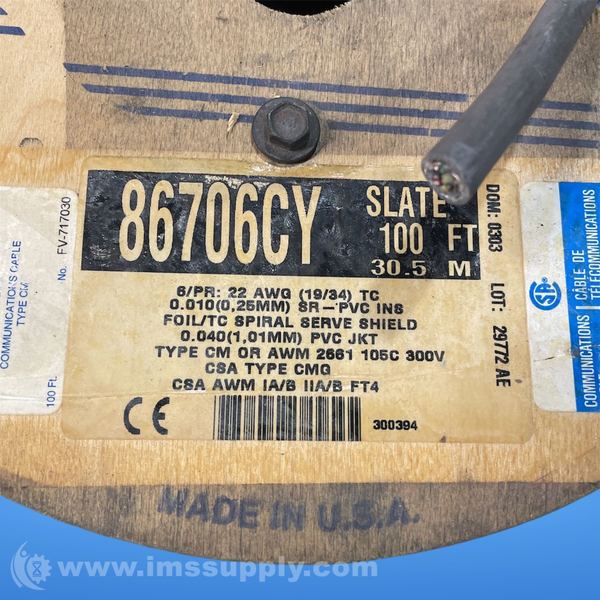 86706CY
SLATE
100 FT
30.5 M
6/PR: 22 AWG (19/34) TC
0.010(0,25MM) SR-PVC INS
FOIL/TC SPIRAL SERVE SHIELD
0.040(1,01MM) PVC JKT
TYPE CM OR AWM 2661 105C 300V
CSA TYPE CMG
CSA AWM IA/B IIA/B FT4
CE
300394
DOM: 0303
LOT: 29772 AE
COMMUNICATIONS CABLE
TYPE CM
100 Ft.
No. FV-717030
COMMUNICATIONS
CÂBLE DE
TÉLÉCOMMUNICATIONS
MADE IN U.S.A.
www.imssupply.com